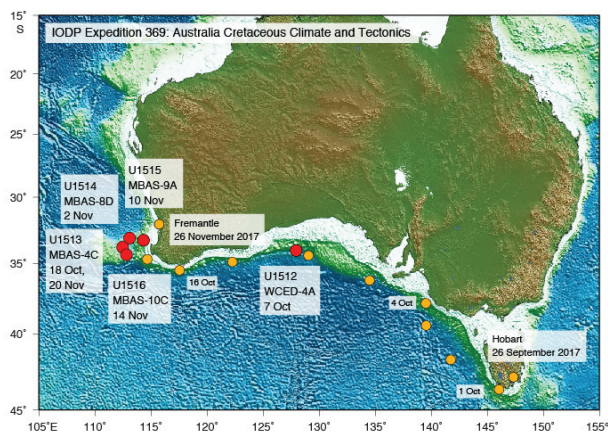 IODP Expedition 369: Australia Cretaceous Climate and Tectonics
15°
S
20°
25°
30°
35°
40°
45°
U1515
MBAS-9A
10 Nov
U1514
MBAS-8D
2 Nov
Fremantle
26 November 2017
U1513
MBAS-4C
18 Oct,
20 Nov
U1516
MBAS-10C
14 Nov
16 Oct
U1512
WCED-4A
7 Oct
4 Oct
Hobart
26 September 2017
1 Oct
105°E
110°
115°
120°
125°
130°
135°
140°
145°
150°
155°